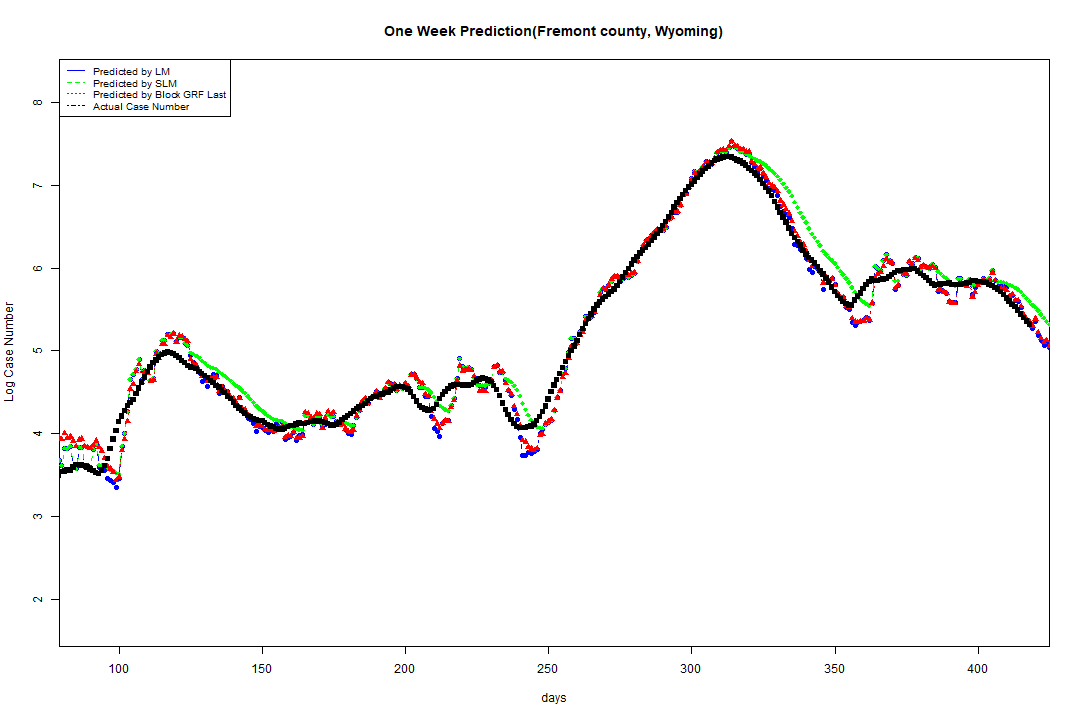 One Week Prediction(Fremont county, Wyoming)
Predicted by LM
Predicted by SLM
Predicted by Block GRF Last
Actual Case Number
8
7
6
5
4
3
2
Log Case Number
100 150 200 250 300 350 400
days